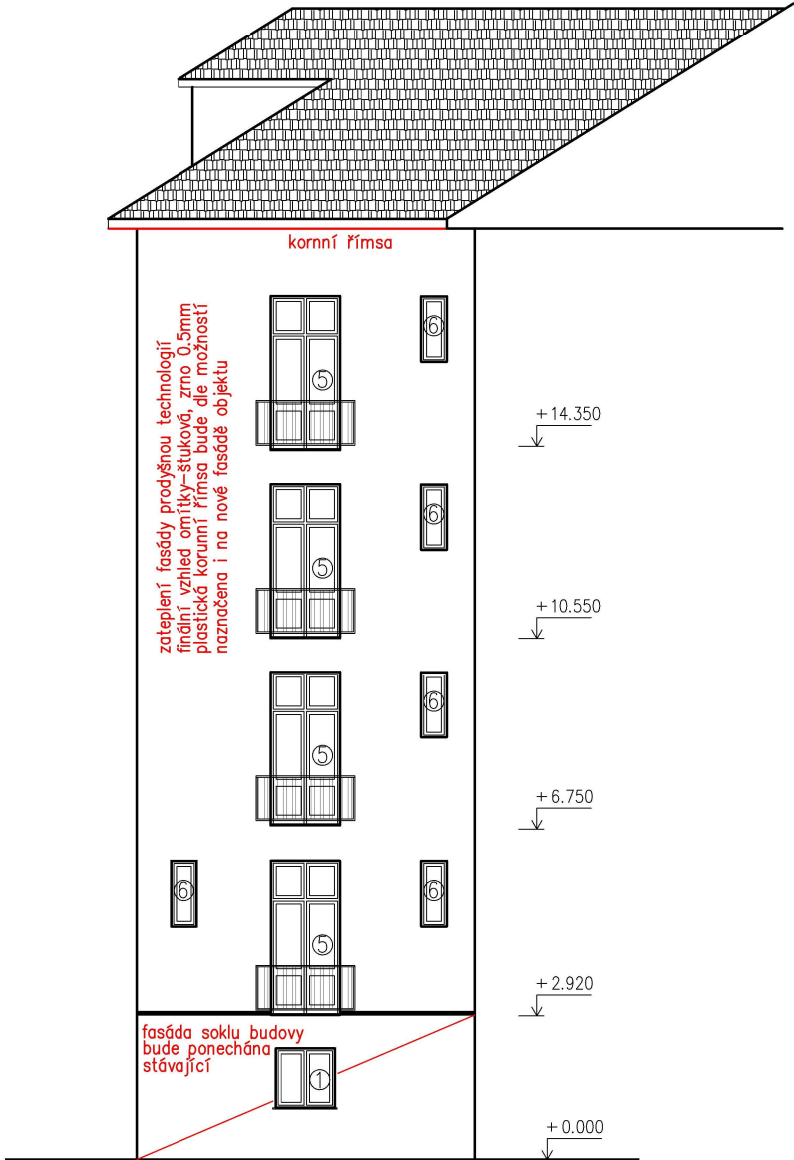 kornní římsa
zateplení fasády prodyšnou technologií
finální vzhled omítky-štuková, zrno 0.5mm
plastická korunní římsa bude dle možností
naznačena i na nové fasádě objektu
6
5
+14.350
6
5
+10.550
6
5
+6.750
6
6
5
+2.920
fasáda soklu budovy
bude ponechána
stávající
1
+0.000